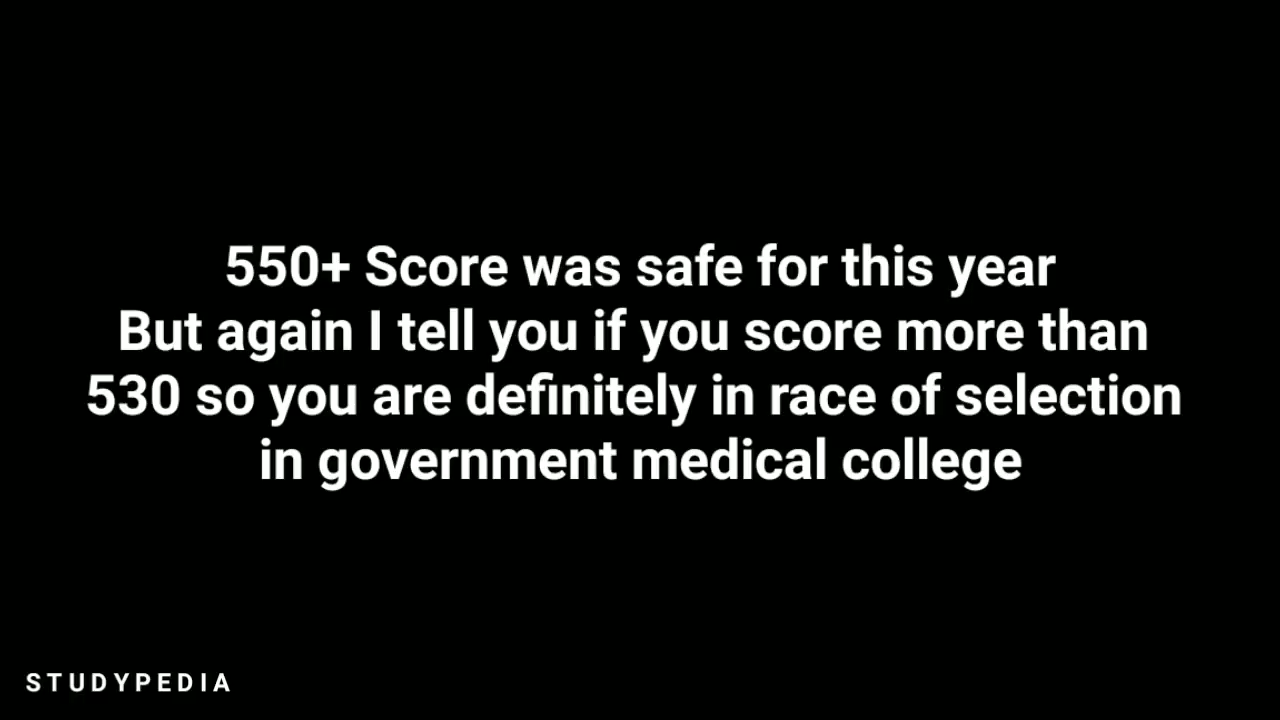 550+ Score was safe for this year
But again I tell you if you score more than
530 so you are definitely in race of selection
in government medical college
STUDYPEDIA